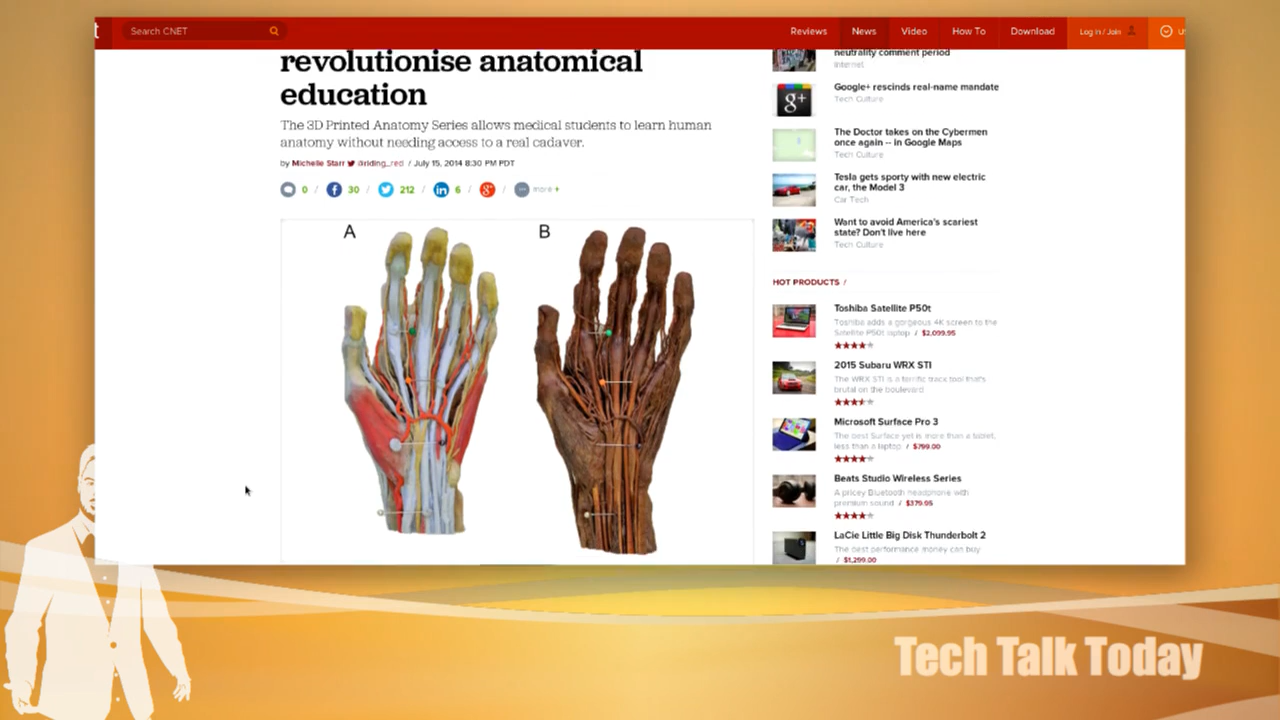 t
Search CNET
Reviews
News
Video
How To
Download
Log In / Join
US
revolutionise anatomical
education
The 3D Printed Anatomy Series allows medical students to learn human
anatomy without needing access to a real cadaver.
by Michelle Starr @riding_red / July 15, 2014 8:30 PM PDT
0 / 30 / 212 / 6 / g+ / more +
A
B
neutrality comment period
Internet
g+
Google+ rescinds real-name mandate
Tech Culture
The Doctor takes on the Cybermen
once again -- in Google Maps
Tech Culture
Tesla gets sporty with new electric
car, the Model 3
Car Tech
Want to avoid America's scariest
state? Don't live here
Tech Culture
HOT PRODUCTS /
Toshiba Satellite P50t
Toshiba adds a gorgeous 4K screen to the
Satellite P50t laptop / $2,099.95
2015 Subaru WRX STI
The WRX STI is a terrific track tool that's
brutal on the boulevard.
Microsoft Surface Pro 3
The best Surface yet is more than a tablet,
less than a laptop / $799.00
Beats Studio Wireless Series
A pricey Bluetooth headphone with
premium sound / $379.95
LaCie Little Big Disk Thunderbolt 2
The best performance money can buy
/ $1,299.00
Tech Talk Today